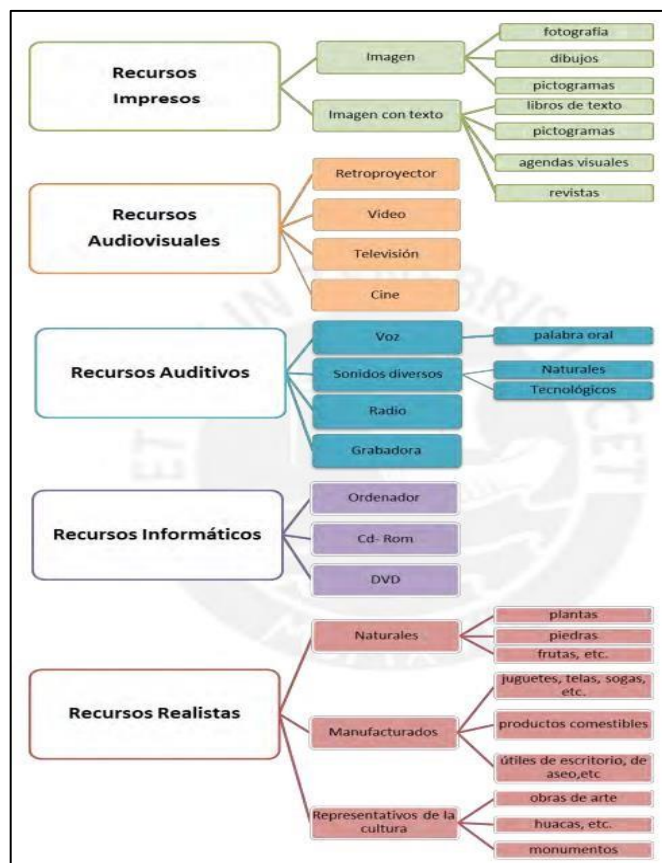 Recursos
Impresos
Imagen
fotografía
dibujos
pictogramas
Imagen con texto
libros de texto
pictogramas
agendas visuales
revistas
Recursos
Audiovisuales
Retroproyector
Video
Televisión
Cine
Recursos Auditivos
Voz
palabra oral
Sonidos diversos
Naturales
Tecnológicos
Radio
Grabadora
Recursos Informáticos
Ordenador
Cd- Rom
DVD
Recursos Realistas
Naturales
plantas
piedras
frutas, etc.
Manufacturados
juguetes, telas, sogas,
etc.
productos comestibles
útiles de escritorio, de
aseo,etc
Representativos de la
cultura
obras de arte
huacas, etc.
monumentos